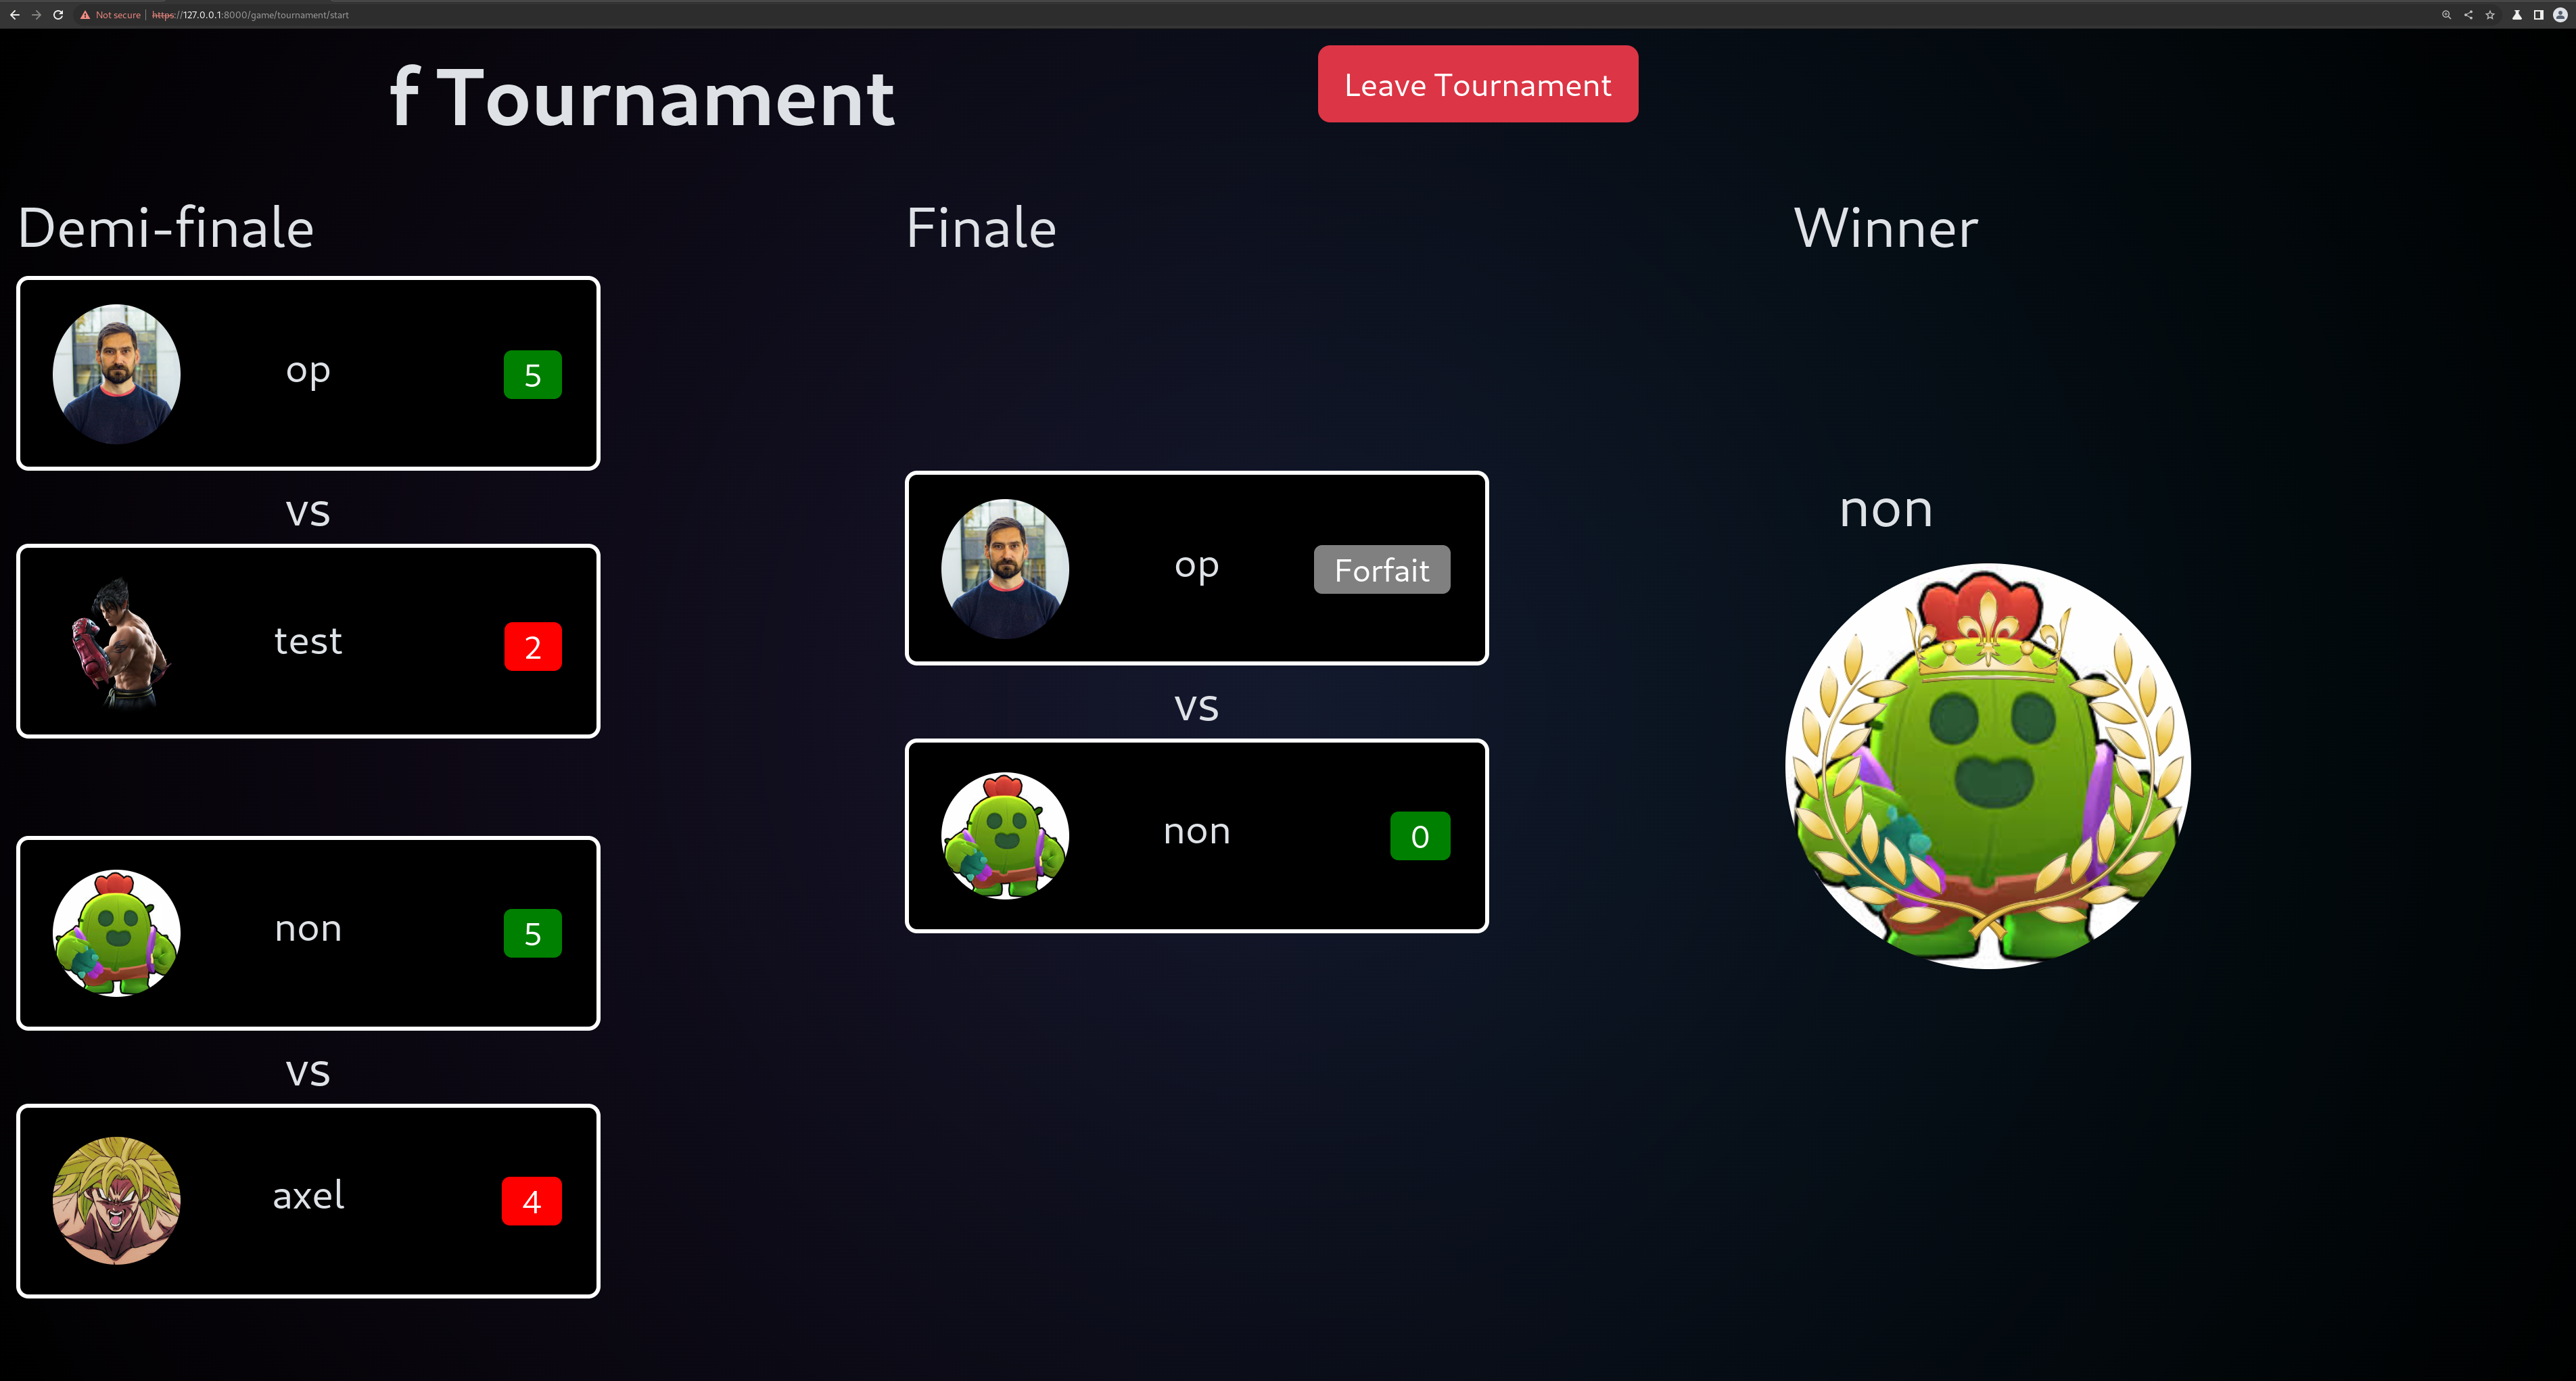 Not secure https://127.0.0.1:8000/game/tournament/start
f Tournament
Leave Tournament
Demi-finale
op
5
vs
test
2
non
5
vs
axel
4
Finale
op
Forfait
vs
non
0
Winner
non